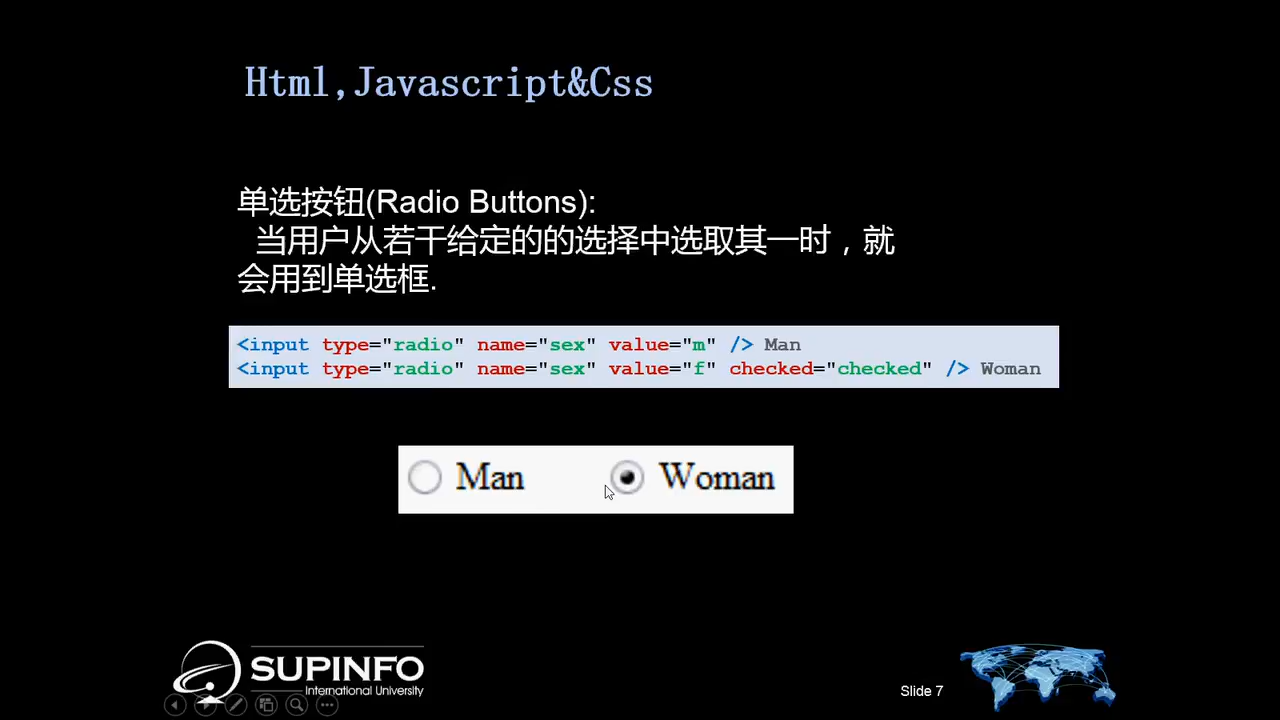 Html,Javascript&Css
单选按钮(Radio Buttons):
当用户从若干给定的的选择中选取其一时，就
会用到单选框.
<input type="radio" name="sex" value="m" /> Man
<input type="radio" name="sex" value="f" checked="checked" /> Woman
Man Woman
SUPINFO
International University
Slide 7